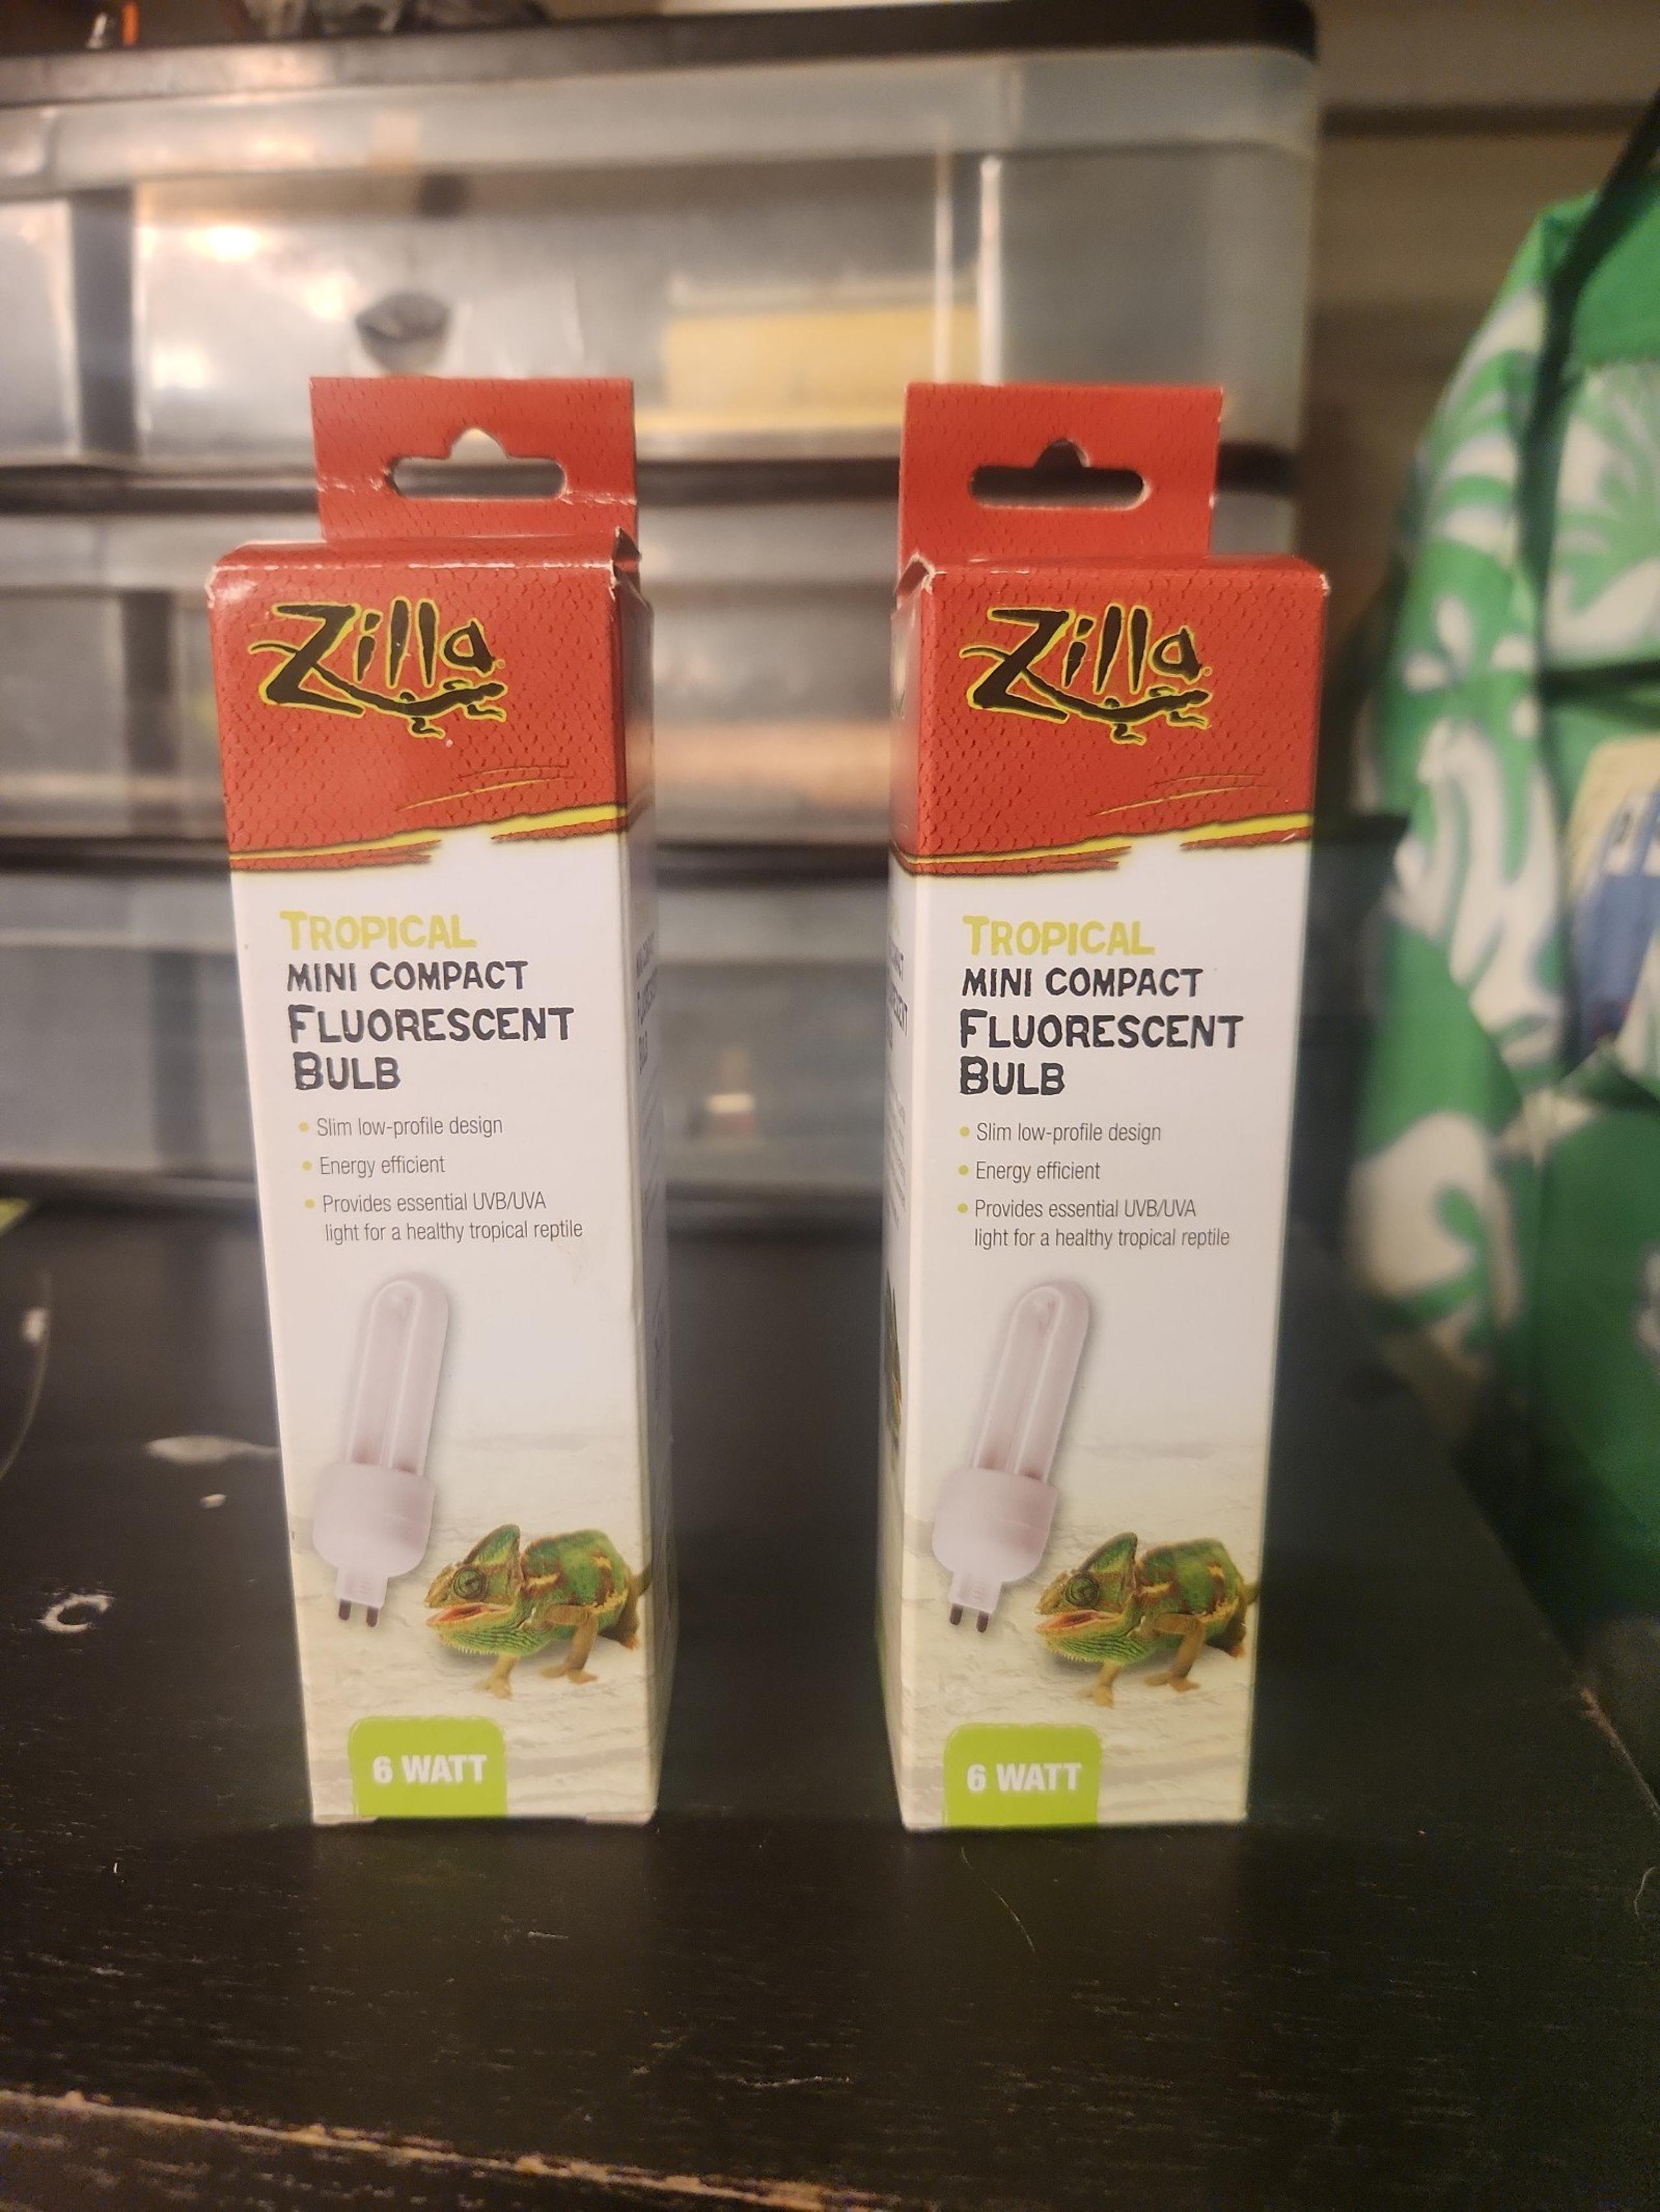 Zilla
TROPICAL
MINI COMPACT
FLUORESCENT
BULB
• Slim low-profile design
• Energy efficient
• Provides essential UVB/UVA
light for a healthy tropical reptile
6 WATT
Zilla
TROPICAL
MINI COMPACT
FLUORESCENT
BULB
• Slim low-profile design
• Energy efficient
• Provides essential UVB/UVA
light for a healthy tropical reptile
6 WATT